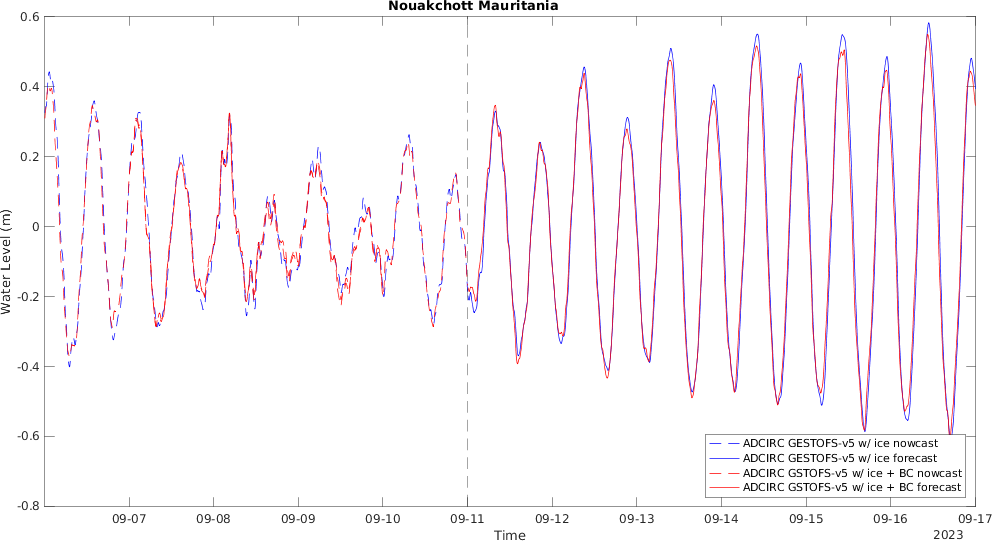 Nouakchott Mauritania
0.6
0.4
0.2
0
-0.2
-0.4
-0.6
-0.8
Water Level (m)
ADCIRC GESTOFS-v5 w/ ice nowcast
ADCIRC GESTOFS-v5 w/ ice forecast
ADCIRC GSTOFS-v5 w/ ice + BC nowcast
ADCIRC GSTOFS-v5 w/ ice + BC forecast
09-07 09-08 09-09 09-10 09-11 09-12 09-13 09-14 09-15 09-16 09-17
Time
2023